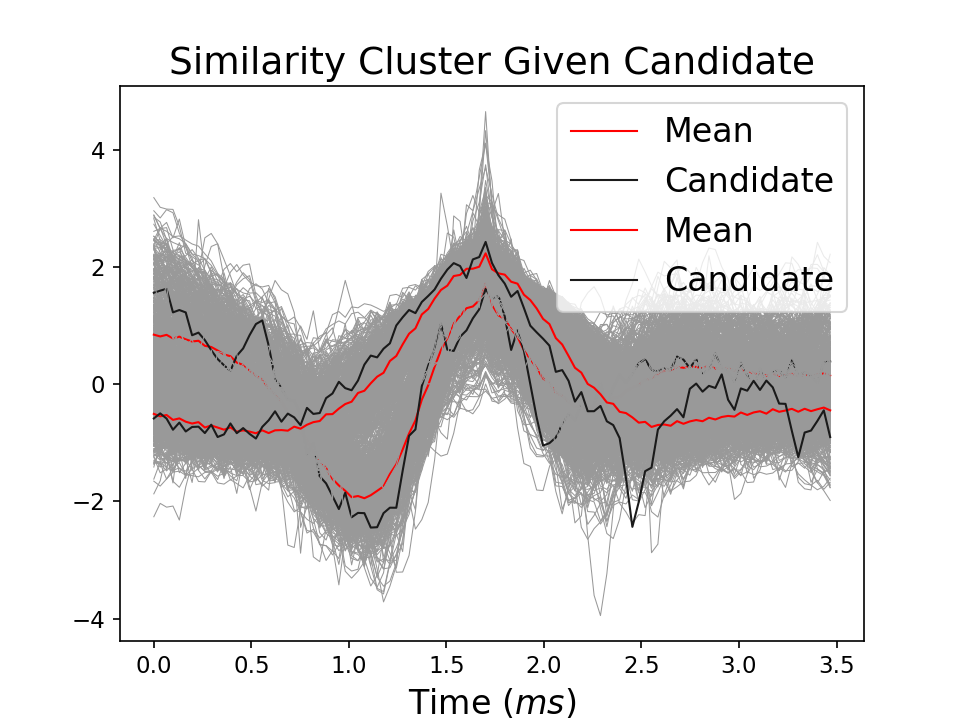 Similarity Cluster Given Candidate
Mean
Candidate
Mean
Candidate
4
2
0
−2
−4
0.0 0.5 1.0 1.5 2.0 2.5 3.0 3.5
Time (ms)